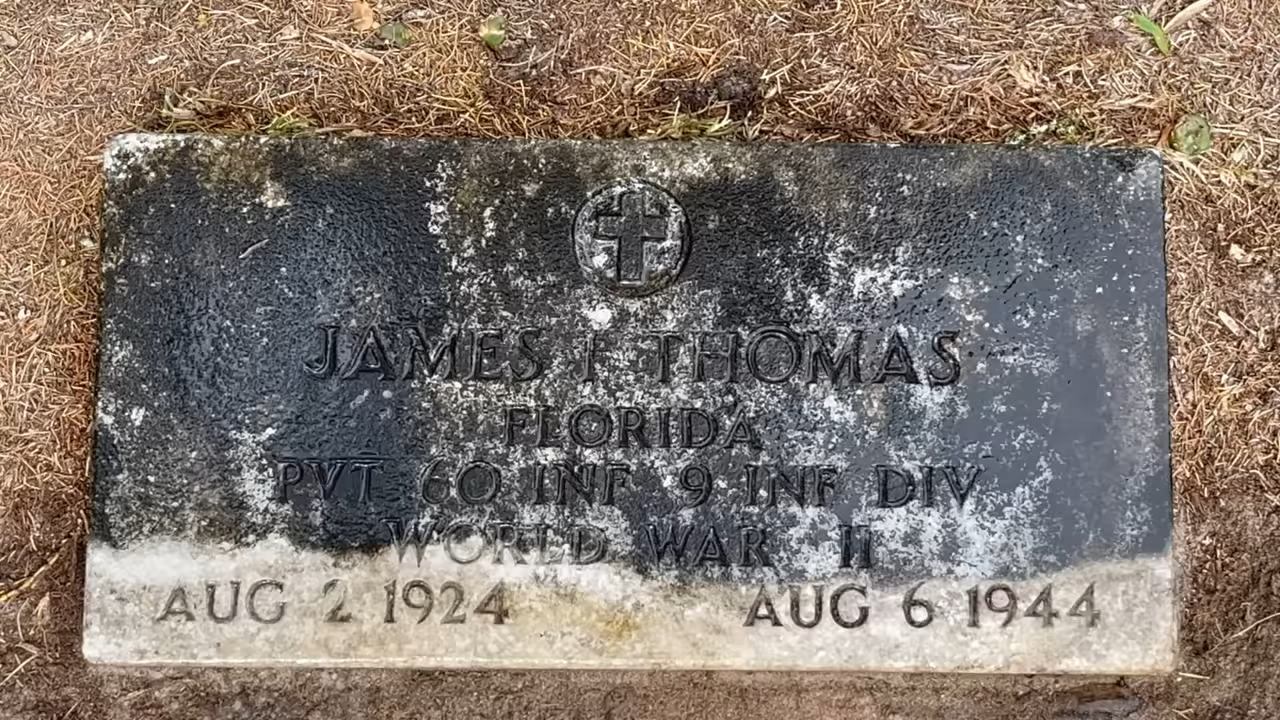 JAMES I THOMAS
FLORIDA
PVT 60 INF 9 INF DIV
WORLD WAR II
AUG 2 1924 AUG 6 1944